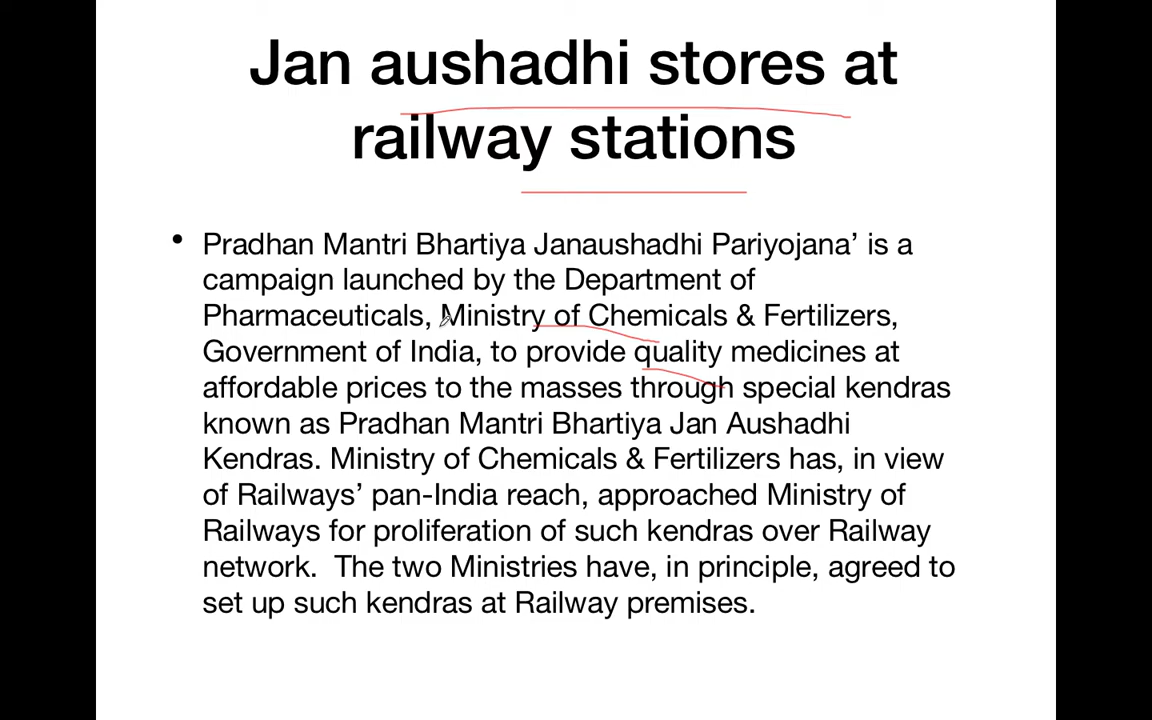 Jan aushadhi stores at
railway stations
• Pradhan Mantri Bhartiya Janaushadhi Pariyojana’ is a
campaign launched by the Department of
Pharmaceuticals, Ministry of Chemicals & Fertilizers,
Government of India, to provide quality medicines at
affordable prices to the masses through special kendras
known as Pradhan Mantri Bhartiya Jan Aushadhi
Kendras. Ministry of Chemicals & Fertilizers has, in view
of Railways’ pan-India reach, approached Ministry of
Railways for proliferation of such kendras over Railway
network.  The two Ministries have, in principle, agreed to
set up such kendras at Railway premises.